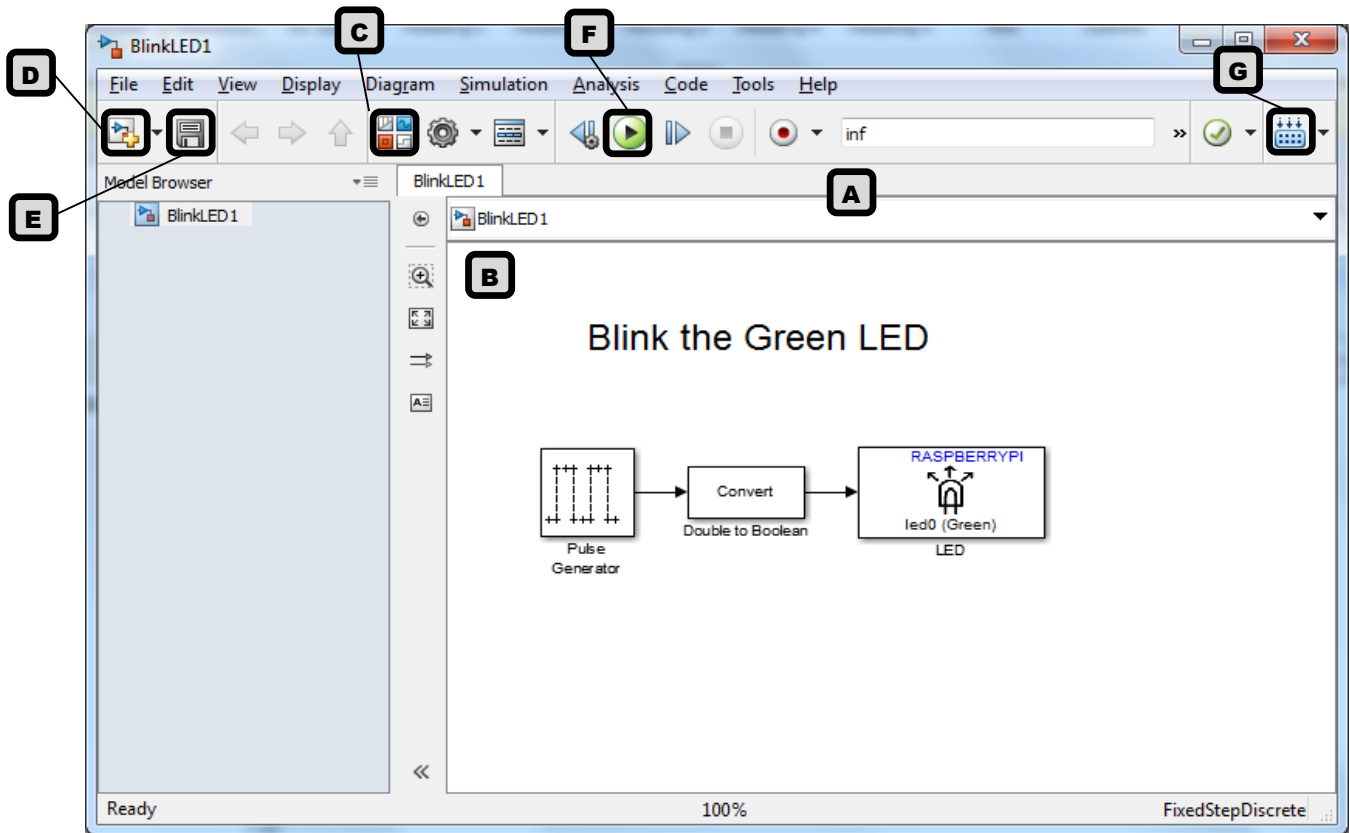 C
F
BlinkLED1
D
G
File Edit View Display Diagram Simulation Analysis Code Tools Help
inf
»
Model Browser
BlinkLED1
A
E
BlinkLED1
BlinkLED1
B
Blink the Green LED
RASPBERRYPI
Convert
led0 (Green)
Double to Boolean
Pulse
Generator
LED
Ready 100% FixedStepDiscrete